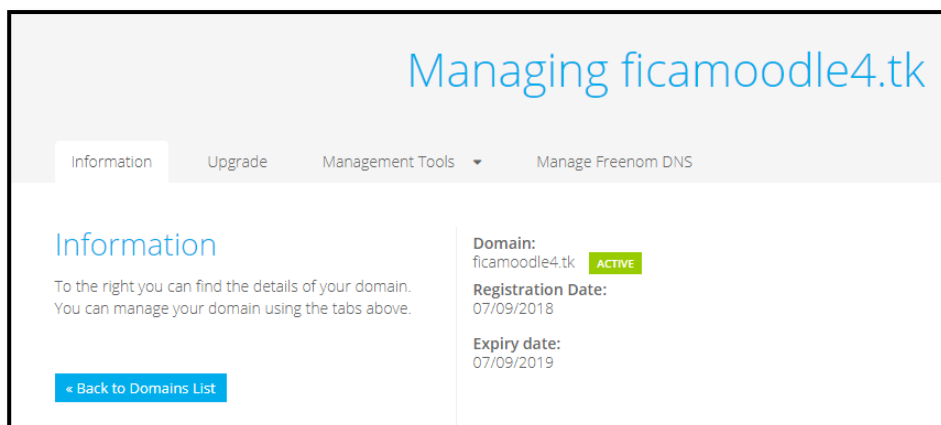 Managing ficamoodle4.tk
Information Upgrade Management Tools Manage Freenom DNS
Information
To the right you can find the details of your domain.
You can manage your domain using the tabs above.
« Back to Domains List
Domain:
ficamoodle4.tk ACTIVE
Registration Date:
07/09/2018
Expiry date:
07/09/2019